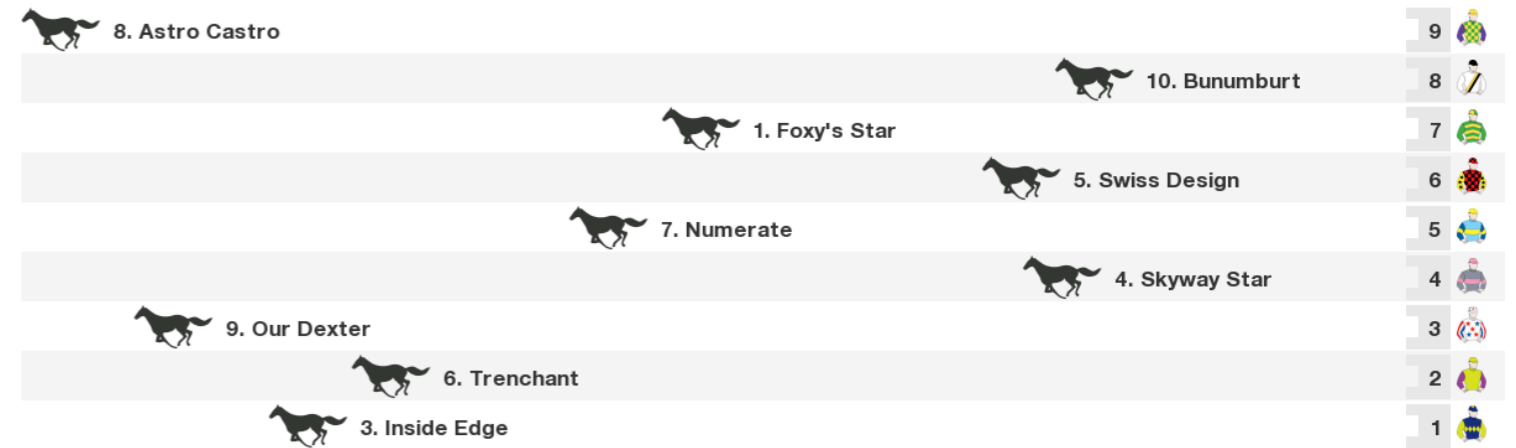 8. Astro Castro 9
10. Bunumburt 8
1. Foxy's Star 7
5. Swiss Design 6
7. Numerate 5
4. Skyway Star 4
9. Our Dexter 3
6. Trenchant 2
3. Inside Edge 1